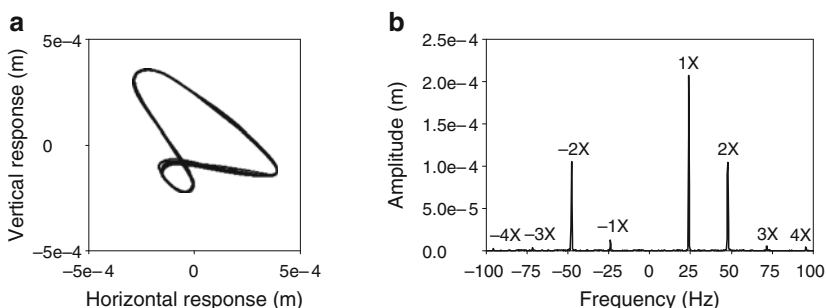 a
5e−4
0
−5e−4
−5e−4
0
5e−4
Vertical response (m)
Horizontal response (m)
b
2.5e−4
2.0e−4
1.5e−4
1.0e−4
5.0e−5
0.0
Amplitude (m)
1X
−2X
2X
−1X
−4X
−3X
3X
4X
−100
−75
−50
−25
0
25
50
75
100
Frequency (Hz)